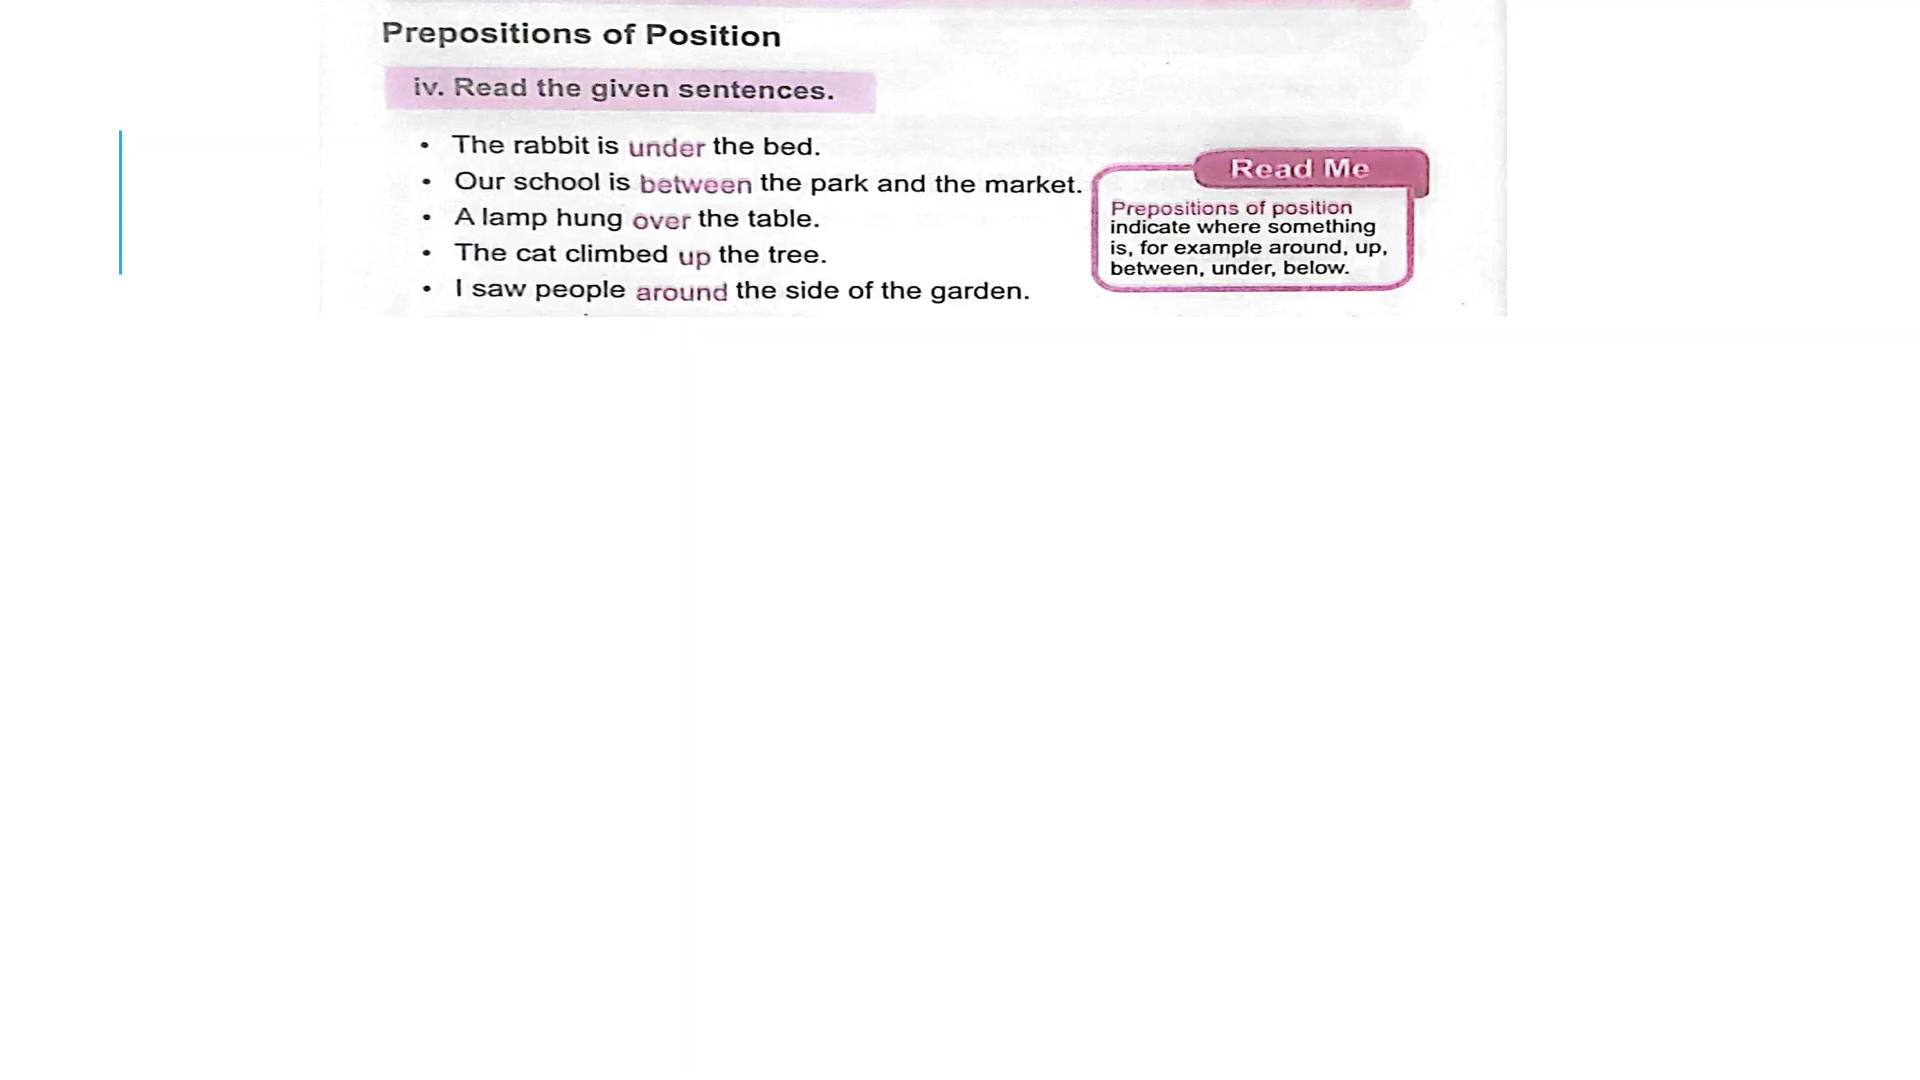 Prepositions of Position
iv. Read the given sentences.
• The rabbit is under the bed.
• Our school is between the park and the market.
• A lamp hung over the table.
• The cat climbed up the tree.
• I saw people around the side of the garden.
Read Me
Prepositions of position
indicate where something
is, for example around, up,
between, under, below.